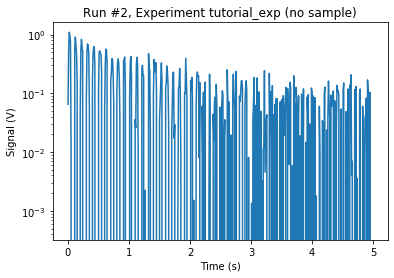 Run #2, Experiment tutorial_exp (no sample)
Signal (V)
10⁰
10⁻¹
10⁻²
10⁻³
0 1 2 3 4 5
Time (s)